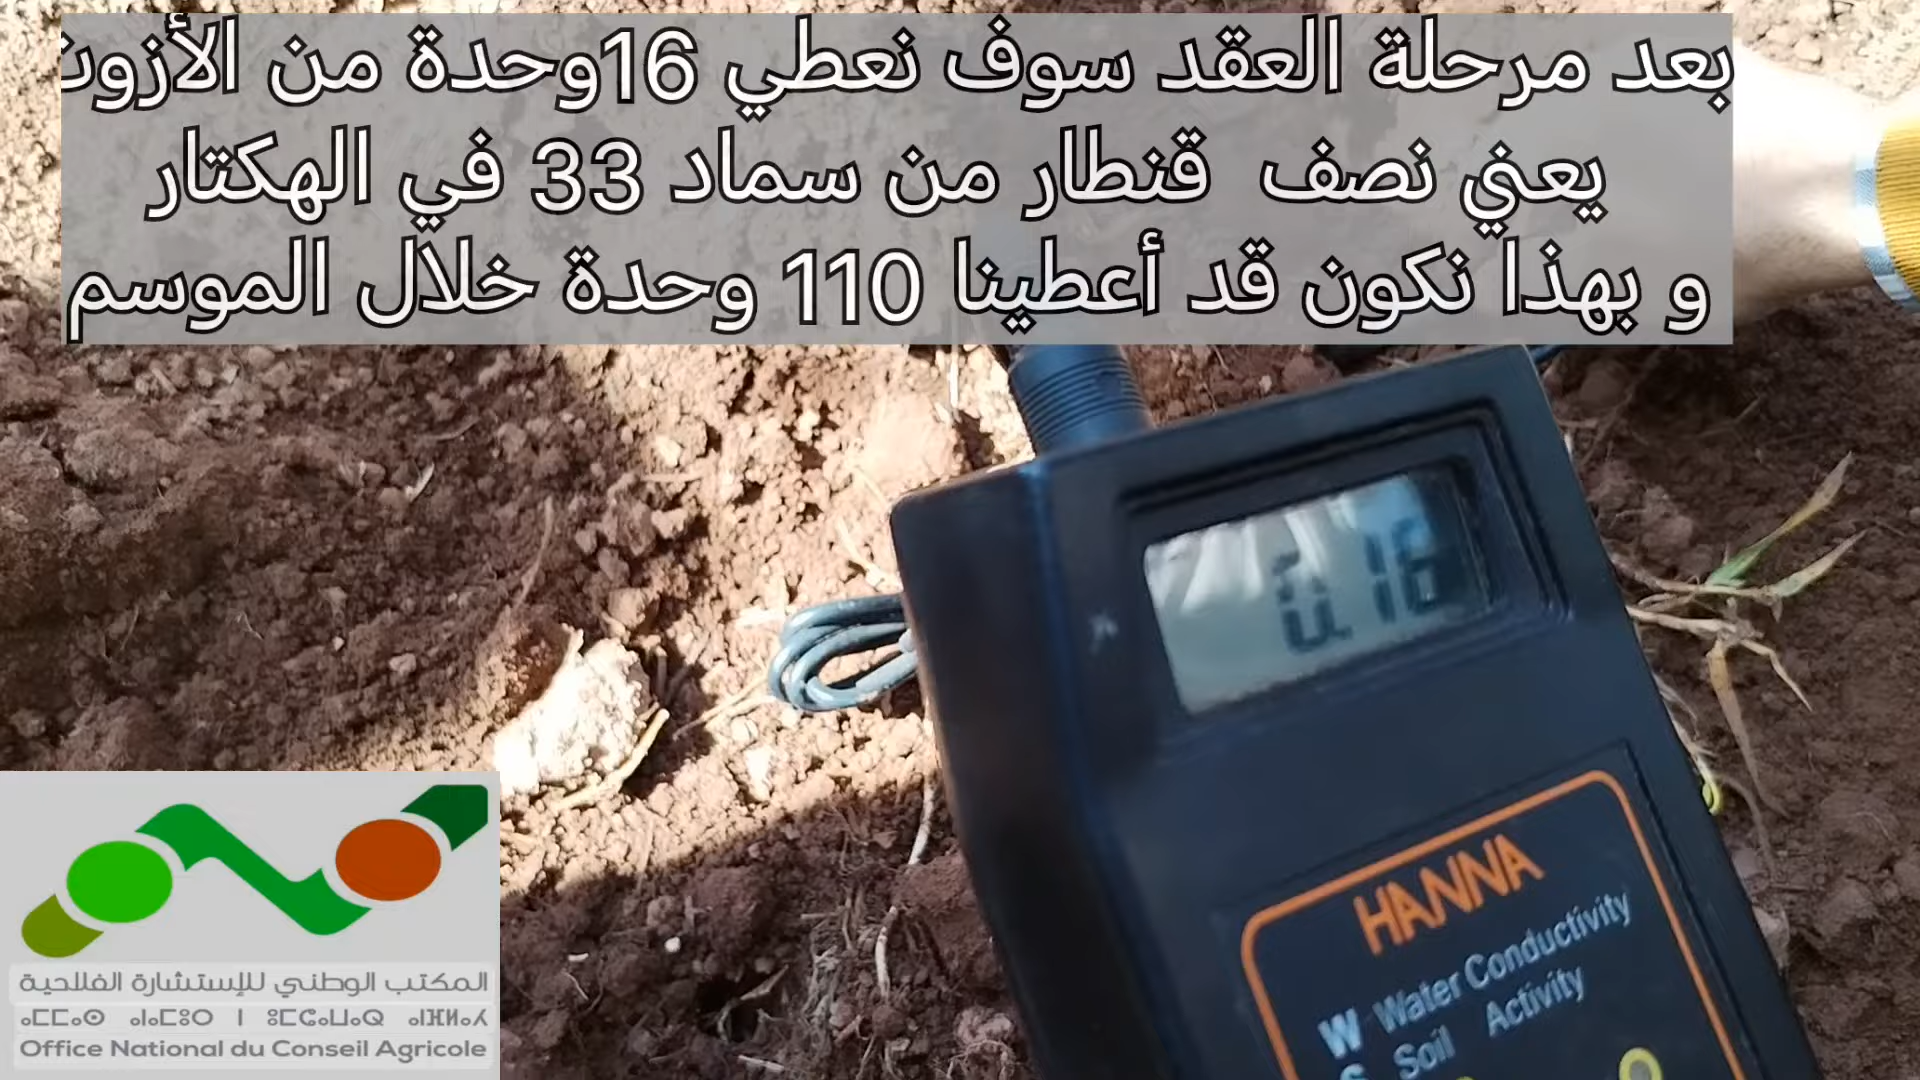 بعد مرحلة العقد سوف نعطي 16وحدة من الأزوت
يعني نصف قنطار من سماد 33 في الهكتار
و بهذا نكون قد أعطينا 110 وحدة خلال الموسم
0.16
HANNA
W Water Conductivity
S Soil Activity
المكتب الوطني للإستشارة الفلاحية
Office National du Conseil Agricole